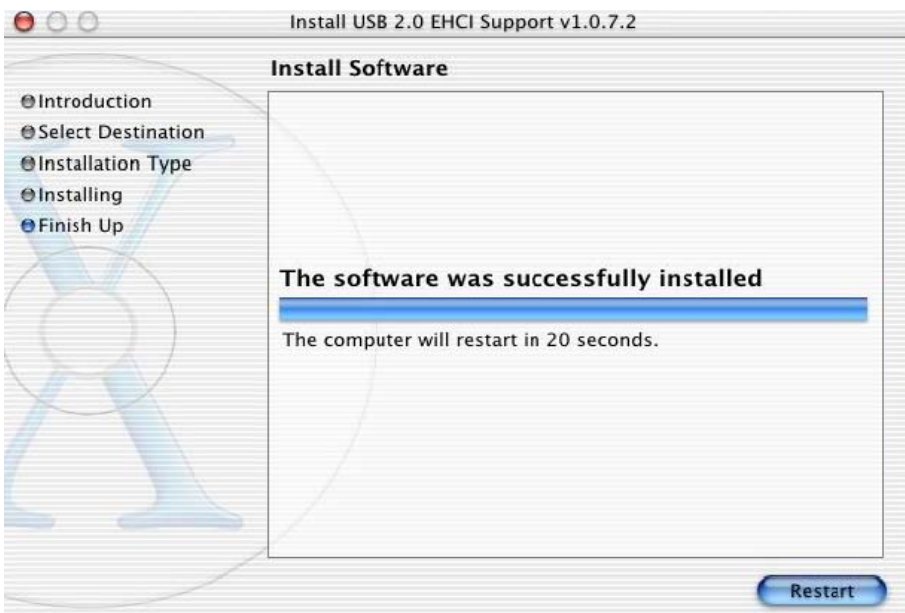 Install USB 2.0 EHCI Support v1.0.7.2
Install Software
Introduction
Select Destination
Installation Type
Installing
Finish Up
The software was successfully installed
The computer will restart in 20 seconds.
Restart